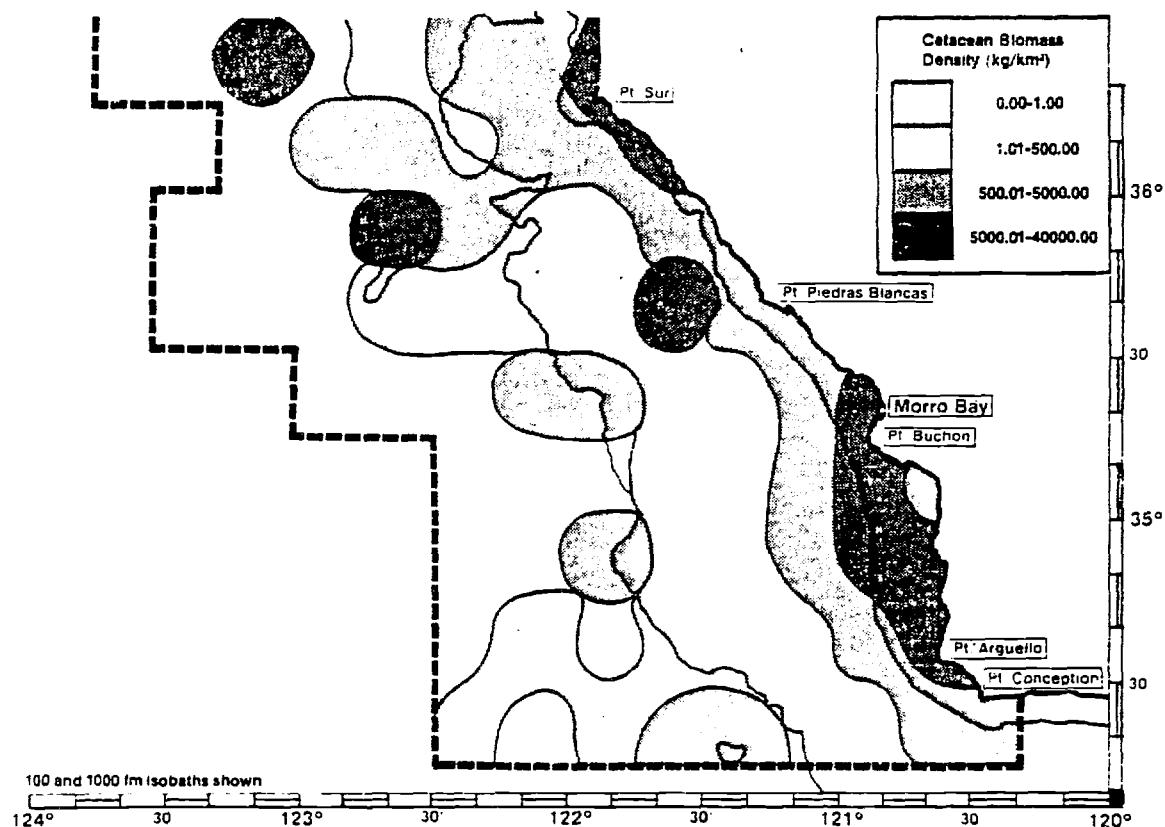 Cetacean Biomass
Density (kg/km²)
0.00-1.00
1.01-500.00
500.01-5000.00
5000.01-40000.00
Pt Sur
36°
Pt Piedras Blancas
30
Morro Bay
Pt Buchon
35°
Pt Arguello
Pt Conception
30
100 and 1000 fm isobaths shown
124° 30 123° 30' 122° 30 121° 30 120°